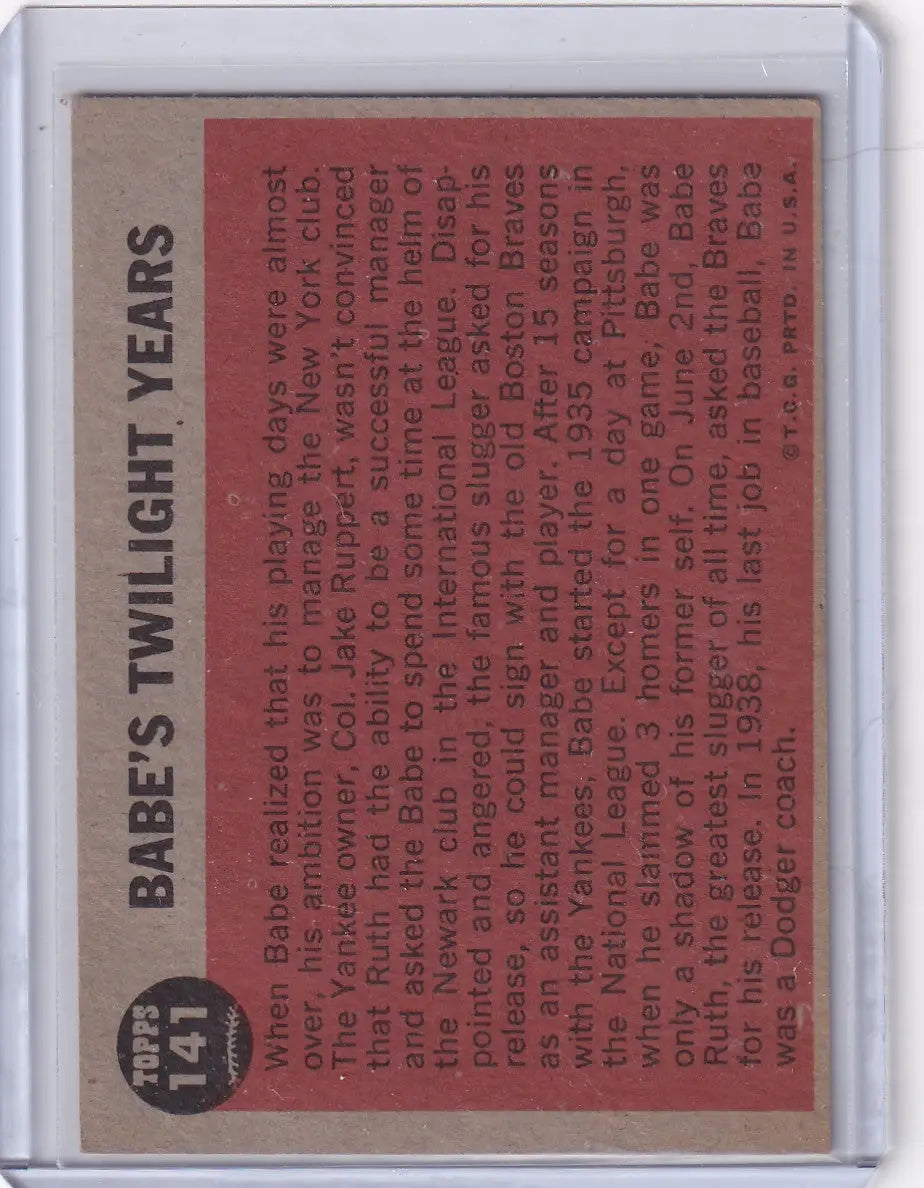 TOPPS
141
BABE'S TWILIGHT YEARS
When Babe realized that his playing days were almost
over, his ambition was to manage the New York club.
The Yankee owner, Col. Jake Ruppert, wasn't convinced
that Ruth had the ability to be a successful manager
and asked the Babe to spend some time at the helm of
the Newark club in the International League. Disap-
pointed and angered, the famous slugger asked for his
release, so he could sign with the old Boston Braves
as an assistant manager and player. After 15 seasons
with the Yankees, Babe started the 1935 campaign in
the National League. Except for a day at Pittsburgh,
when he slammed 3 homers in one game, Babe was
only a shadow of his former self. On June 2nd, Babe
Ruth, the greatest slugger of all time, asked the Braves
for his release. In 1938, his last job in baseball, Babe
was a Dodger coach.
©T.C.G. PRTD. IN U.S.A.